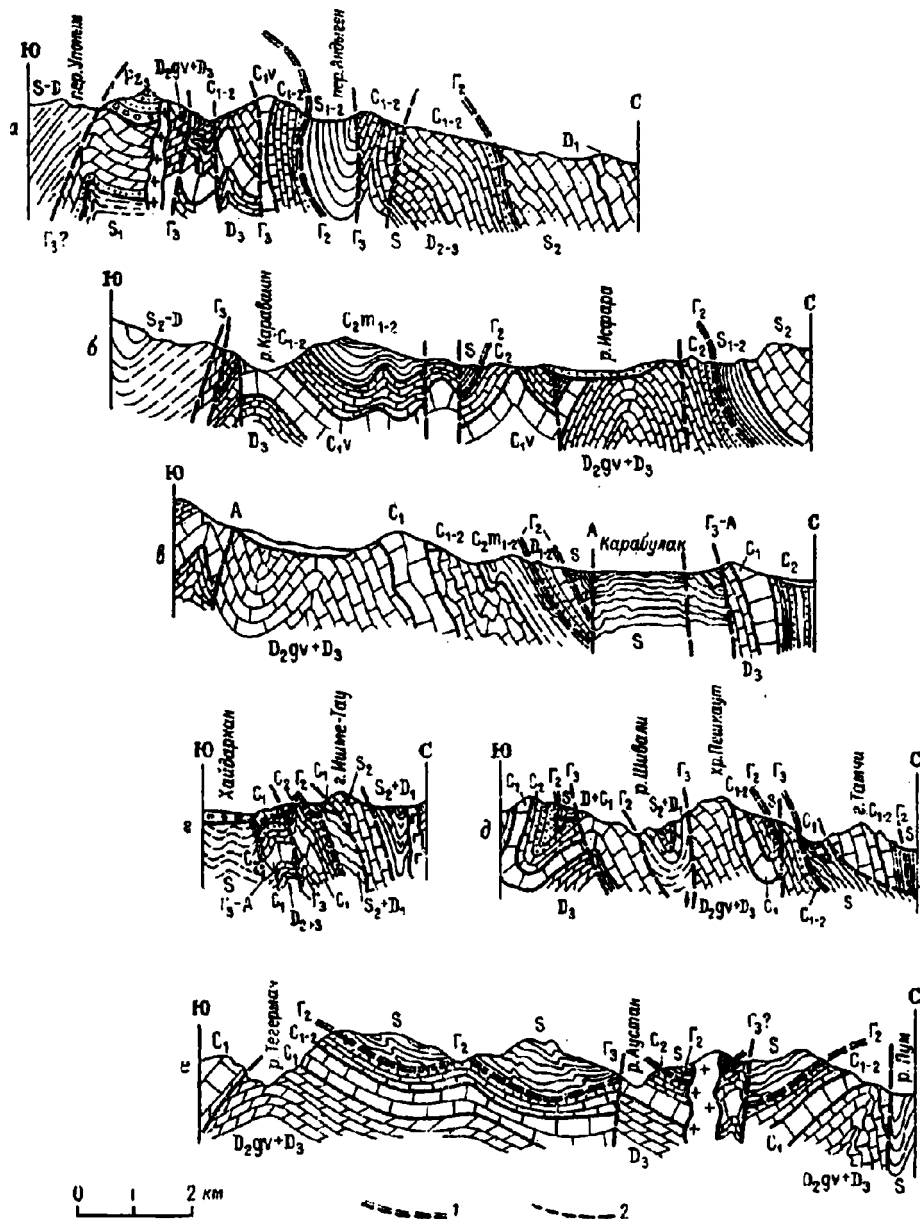 Ю
пер. Яндыген
С
а
S-D
D₂gv+D₃
C₁₋₂
C₁v
C₁₋₂
S₁₋₂
C₁₋₂
Г₂
C₁₋₂
D₁
Г₃?
S₁
Г₃
D₃
Г₃
Г₂
Г₃
S
D₂₋₃
S₂
Ю
р. Каравшин
р. Исфара
С
б
S₂-D
Г₃
C₁₋₂
C₂m₁₋₂
S
Г₂
C₂
Г₂
C₂
S₁₋₂
S₂
D₃
C₁v
C₁v
D₂gv+D₃
Ю
Карабулак
С
в
A
C₁
C₁₋₂
C₂m₁₋₂
Г₂
D₁₋₂
S
A
Г₃-A
C₁
C₂
D₂gv+D₃
S
D₃
Ю
Хайдаркан
г. Ишме-Тау
С
г
C₁
C₂
Г₂
C₁
S₂
S₂+D₁
S
Г₃-A
C₁
D₂₊₃
Г₃
C₁
S₂+D₁
Ю
р. Шивали
хр. Пешкаут
г. Тамчи
С
д
C₁
C₂
Г₂
Г₃
S
D+C₁
Г₂
S₂+D₁
Г₃
C₁₋₂
Г₂
S
Г₃
C₁
C₁₋₂
Г₂
S
D₃
D₂gv+D₃
C₁
C₁₋₂
S
Ю
р. Тегермач
р. Аустан
р. Пум
С
C₁
C₁
C₁₋₂
Г₂
S
Г₂
S
Г₃
C₂
S
Г₂
Г₃?
S
Г₂
C₁₋₂
D₂gv+D₃
D₃
C₁
D₂gv+D₃
S
0 1 2 км
1
2